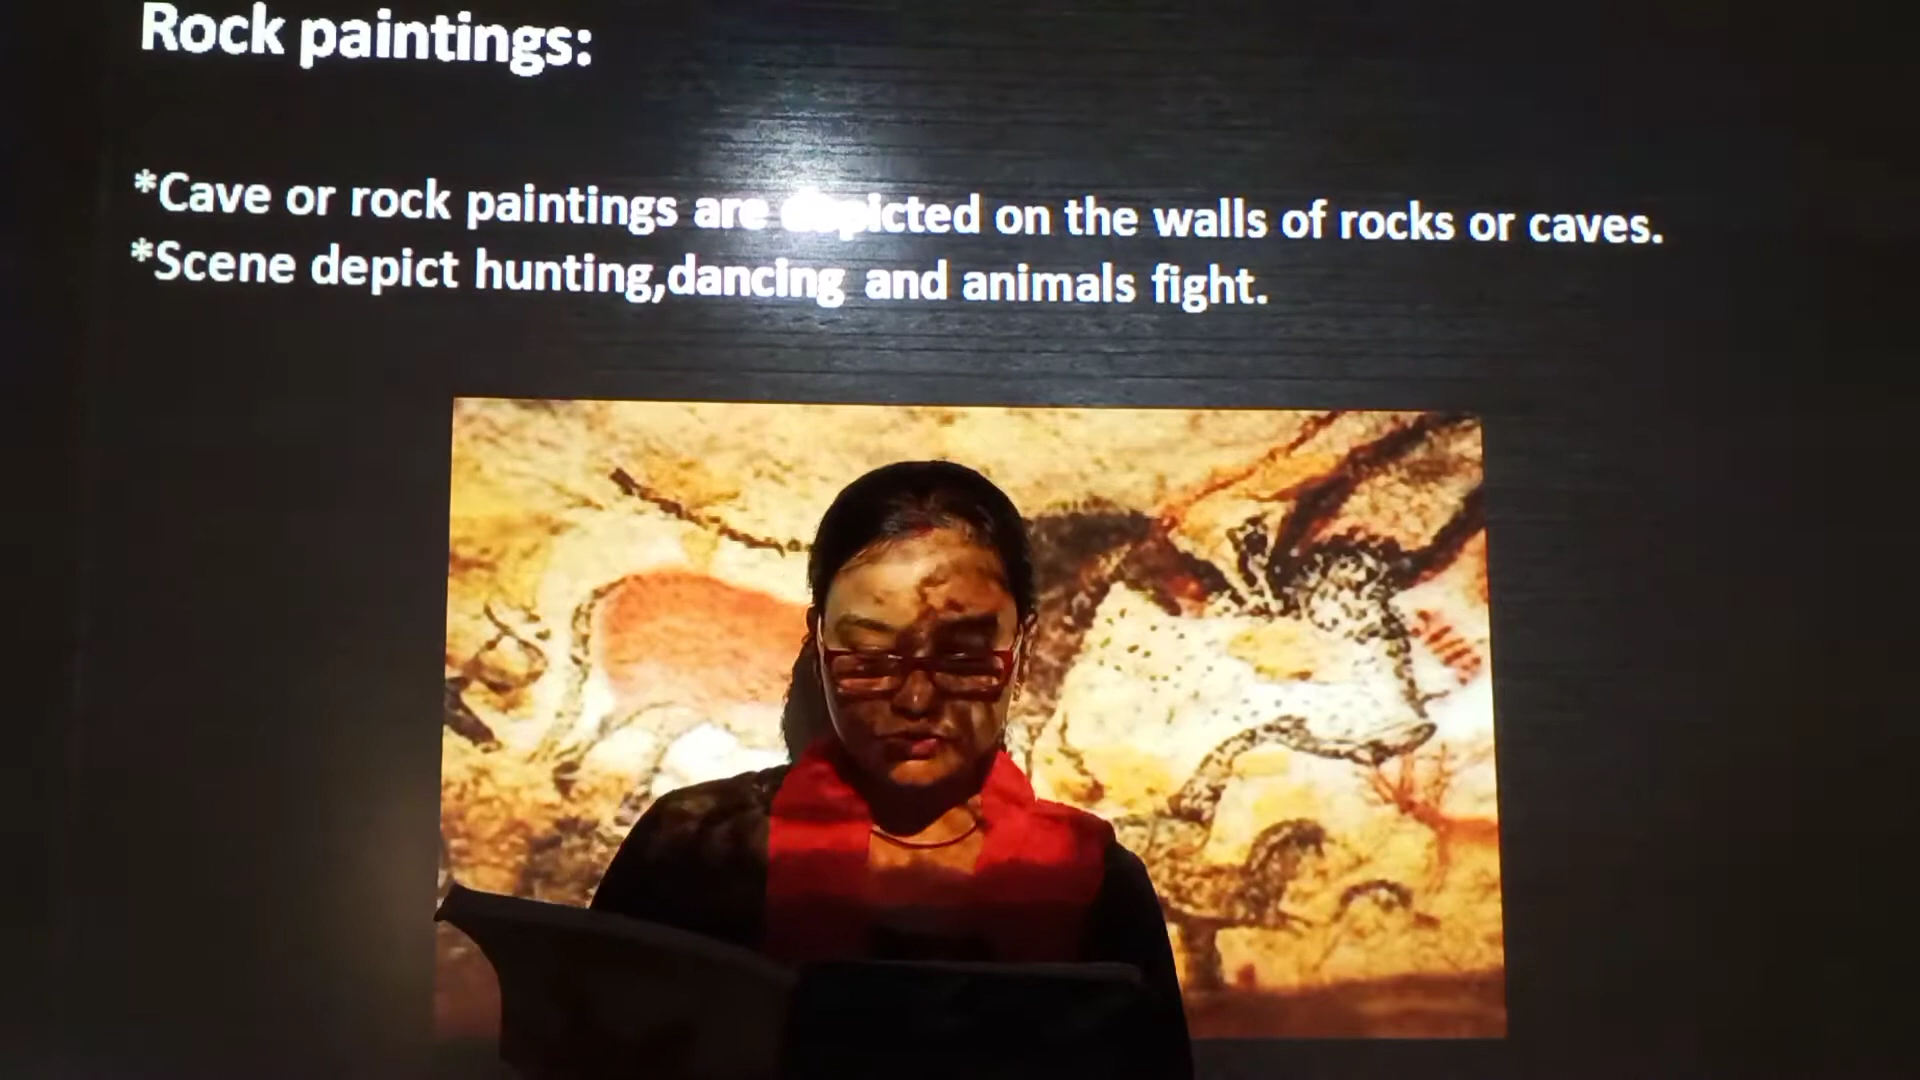 Rock paintings:
*Cave or rock paintings are depicted on the walls of rocks or caves.
*Scene depict hunting,dancing and animals fight.